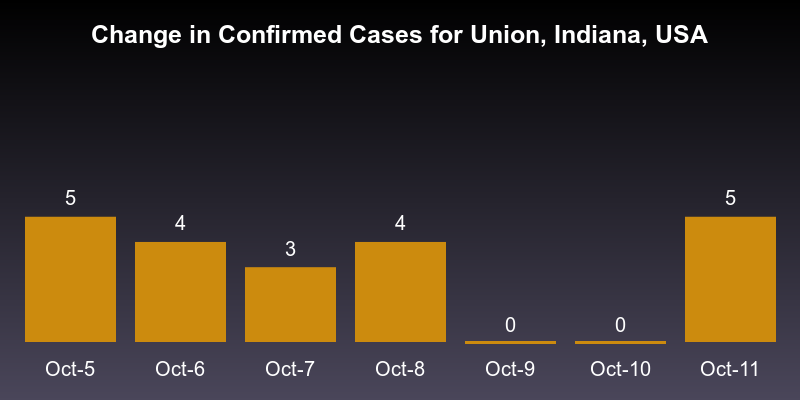 Change in Confirmed Cases for Union, Indiana, USA
5
4
3
4
0
0
5
Oct-5
Oct-6
Oct-7
Oct-8
Oct-9
Oct-10
Oct-11